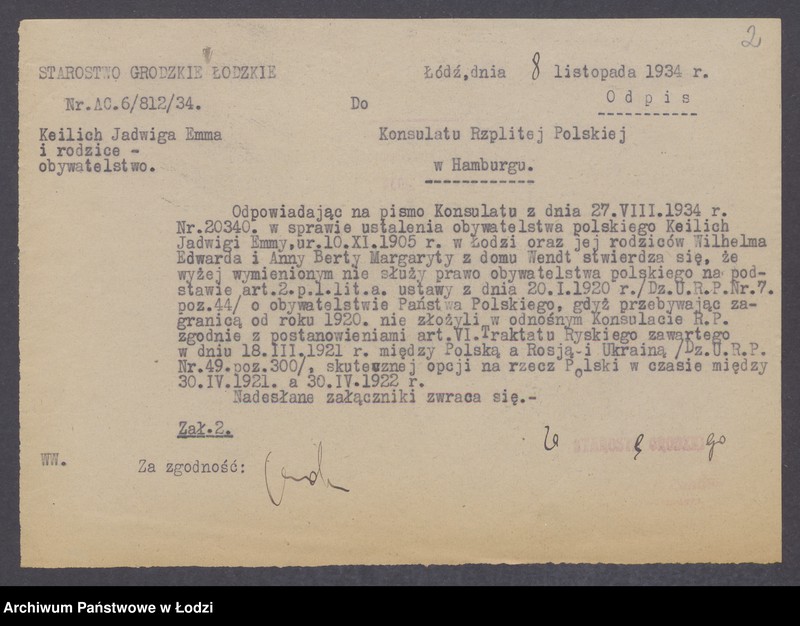 2
STAROSTWO GRODZKIE ŁODZKIE
Łódź,dnia 8 listopada 1934 r.
Nr.AC.6/812/34.
Do
Odpis
Keilich Jadwiga Emma
i rodzice -
obywatelstwo.
Konsulatu Rzplitej Polskiej
w Hamburgu.
Odpowiadając na pismo Konsulatu z dnia 27.VIII.1934 r.
Nr.20340. w sprawie ustalenia obywatelstwa polskiego Keilich
Jadwigi Emmy,ur.10.XI.1905 r. w Łodzi oraz jej rodziców Wilhelma
Edwarda i Anny Berty Margaryty z domu Wendt stwierdza się, że
wyżej wymienionym nie służy prawo obywatelstwa polskiego na pod-
stawie art.2.p.1.lit.a. ustawy z dnia 20.I.1920 r./Dz.U.R.P.Nr.7.
poz.44/ o obywatelstwie Państwa Polskiego, gdyż przebywając za-
granicą od roku 1920. nie złożyli w odnośnym Konsulacie R.P.
zgodnie z postanowieniami art.VI.Traktatu Ryskiego zawartego
w dniu 18.III.1921 r. między Polską a Rosją i Ukrainą /Dz.U.R.P.
Nr.49.poz.300/, skutecznej opcji na rzecz Polski w czasie między
30.IV.1921. a 30.IV.1922 r.
Nadesłane załączniki zwraca się.-
Zał.2.
Za go
WW.
Za zgodność:
Archiwum Państwowe w Łodzi